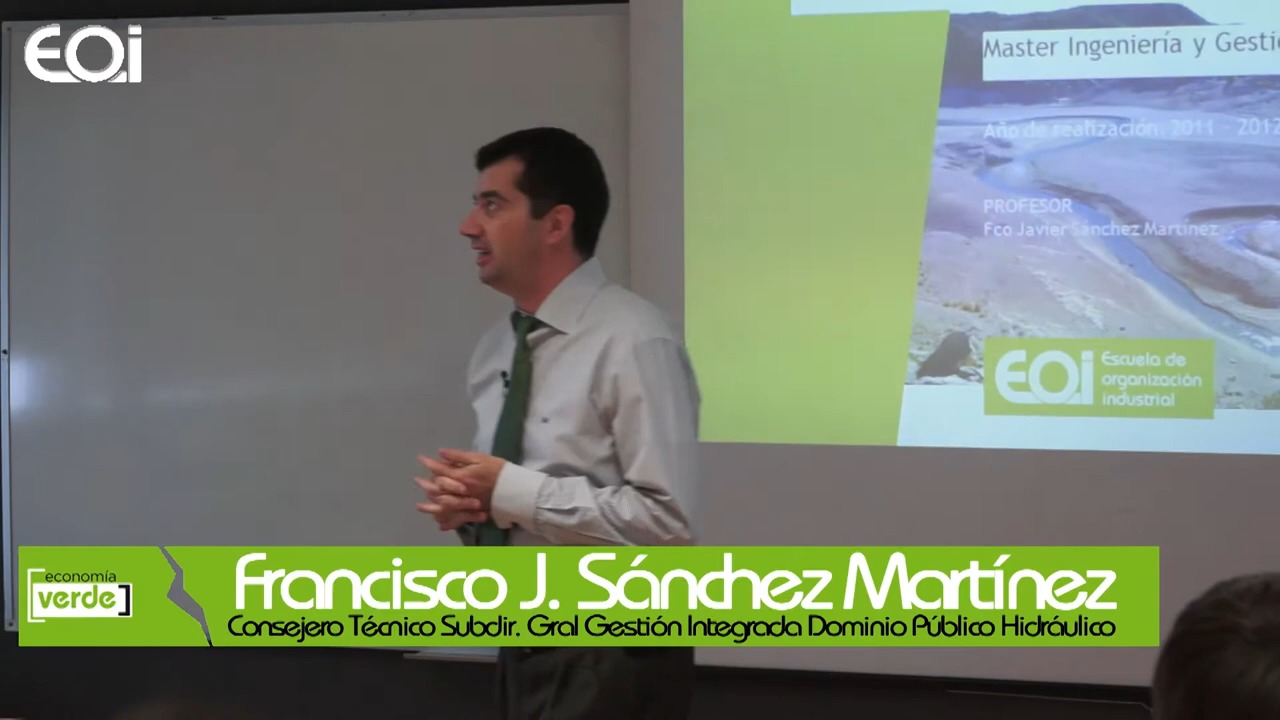 EOi
Master Ingeniería y Gesti
Año de realización: 2011 - 2012
PROFESOR
Fco Javier Sánchez Martínez
EOi
Escuela de
organización
industrial
economía
verde
Francisco J. Sánchez Martínez
Consejero Técnico Subdir. Gral Gestión Integrada Dominio Público Hidráulico